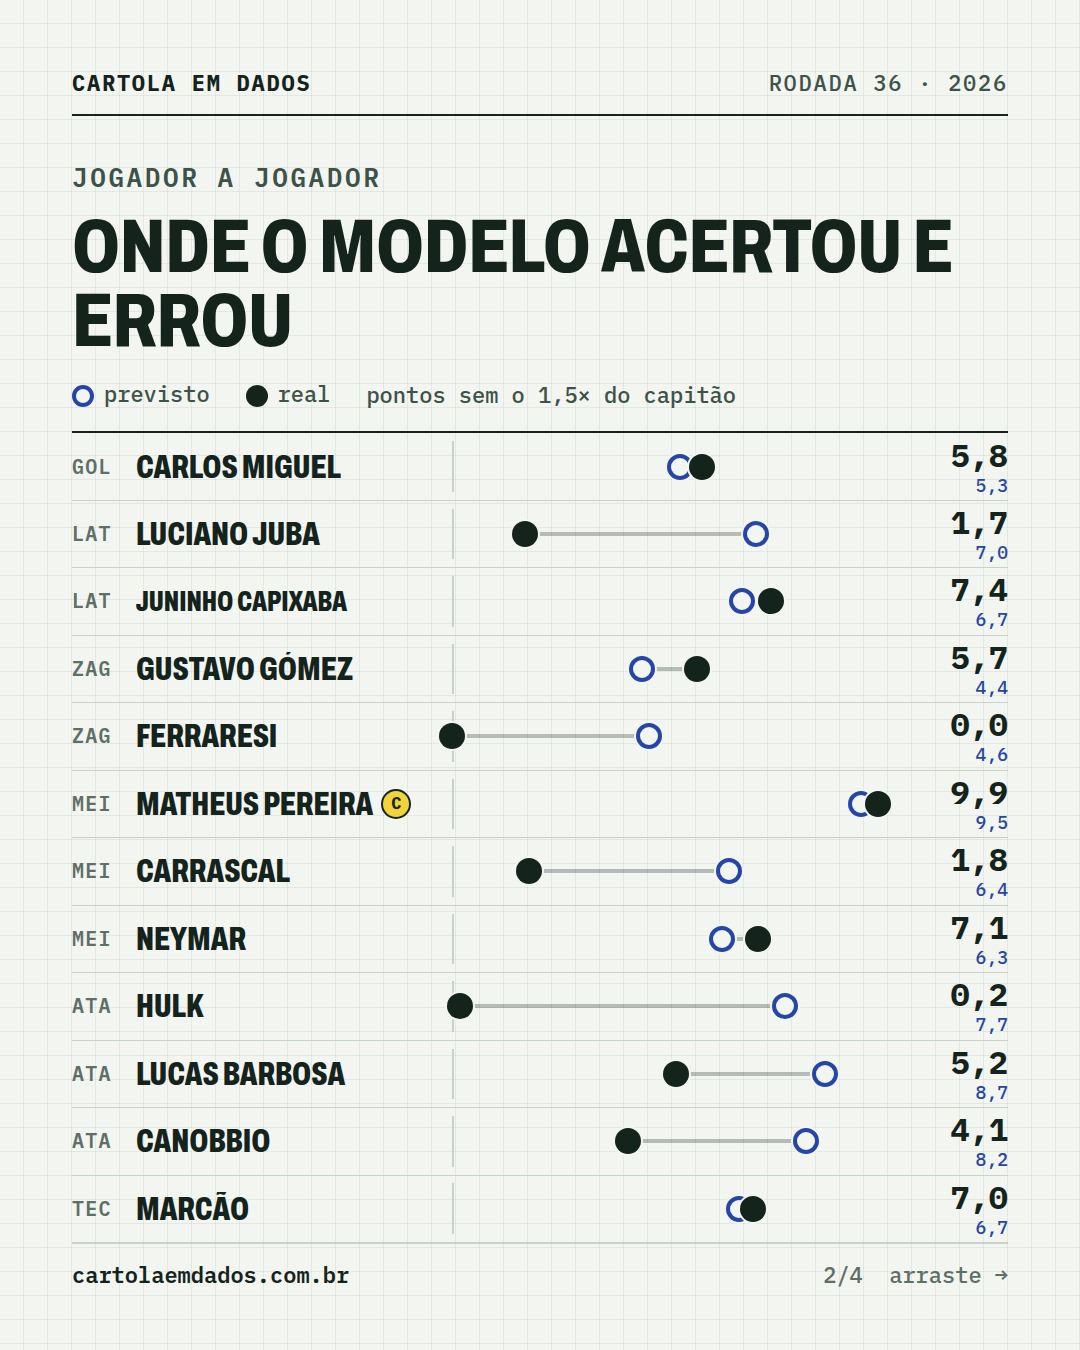 CARTOLA EM DADOS
RODADA 36 · 2026
JOGADOR A JOGADOR
ONDE O MODELO ACERTOU E
ERROU
previsto real pontos sem o 1,5× do capitão
GOL CARLOS MIGUEL 5,8
5,3
LAT LUCIANO JUBA 1,7
7,0
LAT JUNINHO CAPIXABA 7,4
6,7
ZAG GUSTAVO GÓMEZ 5,7
4,4
ZAG FERRARESI 0,0
4,6
MEI MATHEUS PEREIRA C 9,9
9,5
MEI CARRASCAL 1,8
6,4
MEI NEYMAR 7,1
6,3
ATA HULK 0,2
7,7
ATA LUCAS BARBOSA 5,2
8,7
ATA CANOBBIO 4,1
8,2
TEC MARCÃO 7,0
6,7
cartolaemdados.com.br
2/4 arraste →